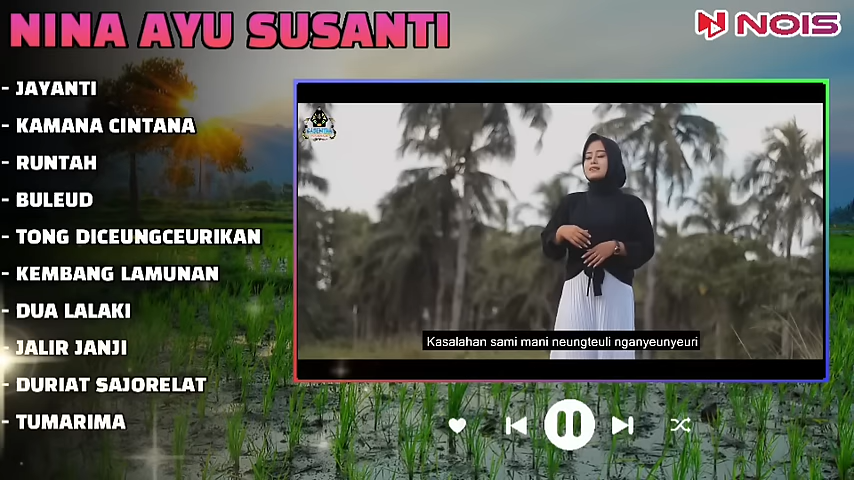 NINA AYU SUSANTI
NOIS
- JAYANTI
- KAMANA CINTANA
- RUNTAH
- BULEUD
- TONG DICEUNGCEURIKAN
- KEMBANG LAMUNAN
- DUA LALAKI
- JALIR JANJI
- DURIAT SAJORELAT
- TUMARIMA
Kasalahan sami mani neungteuli nganyeunyeuri